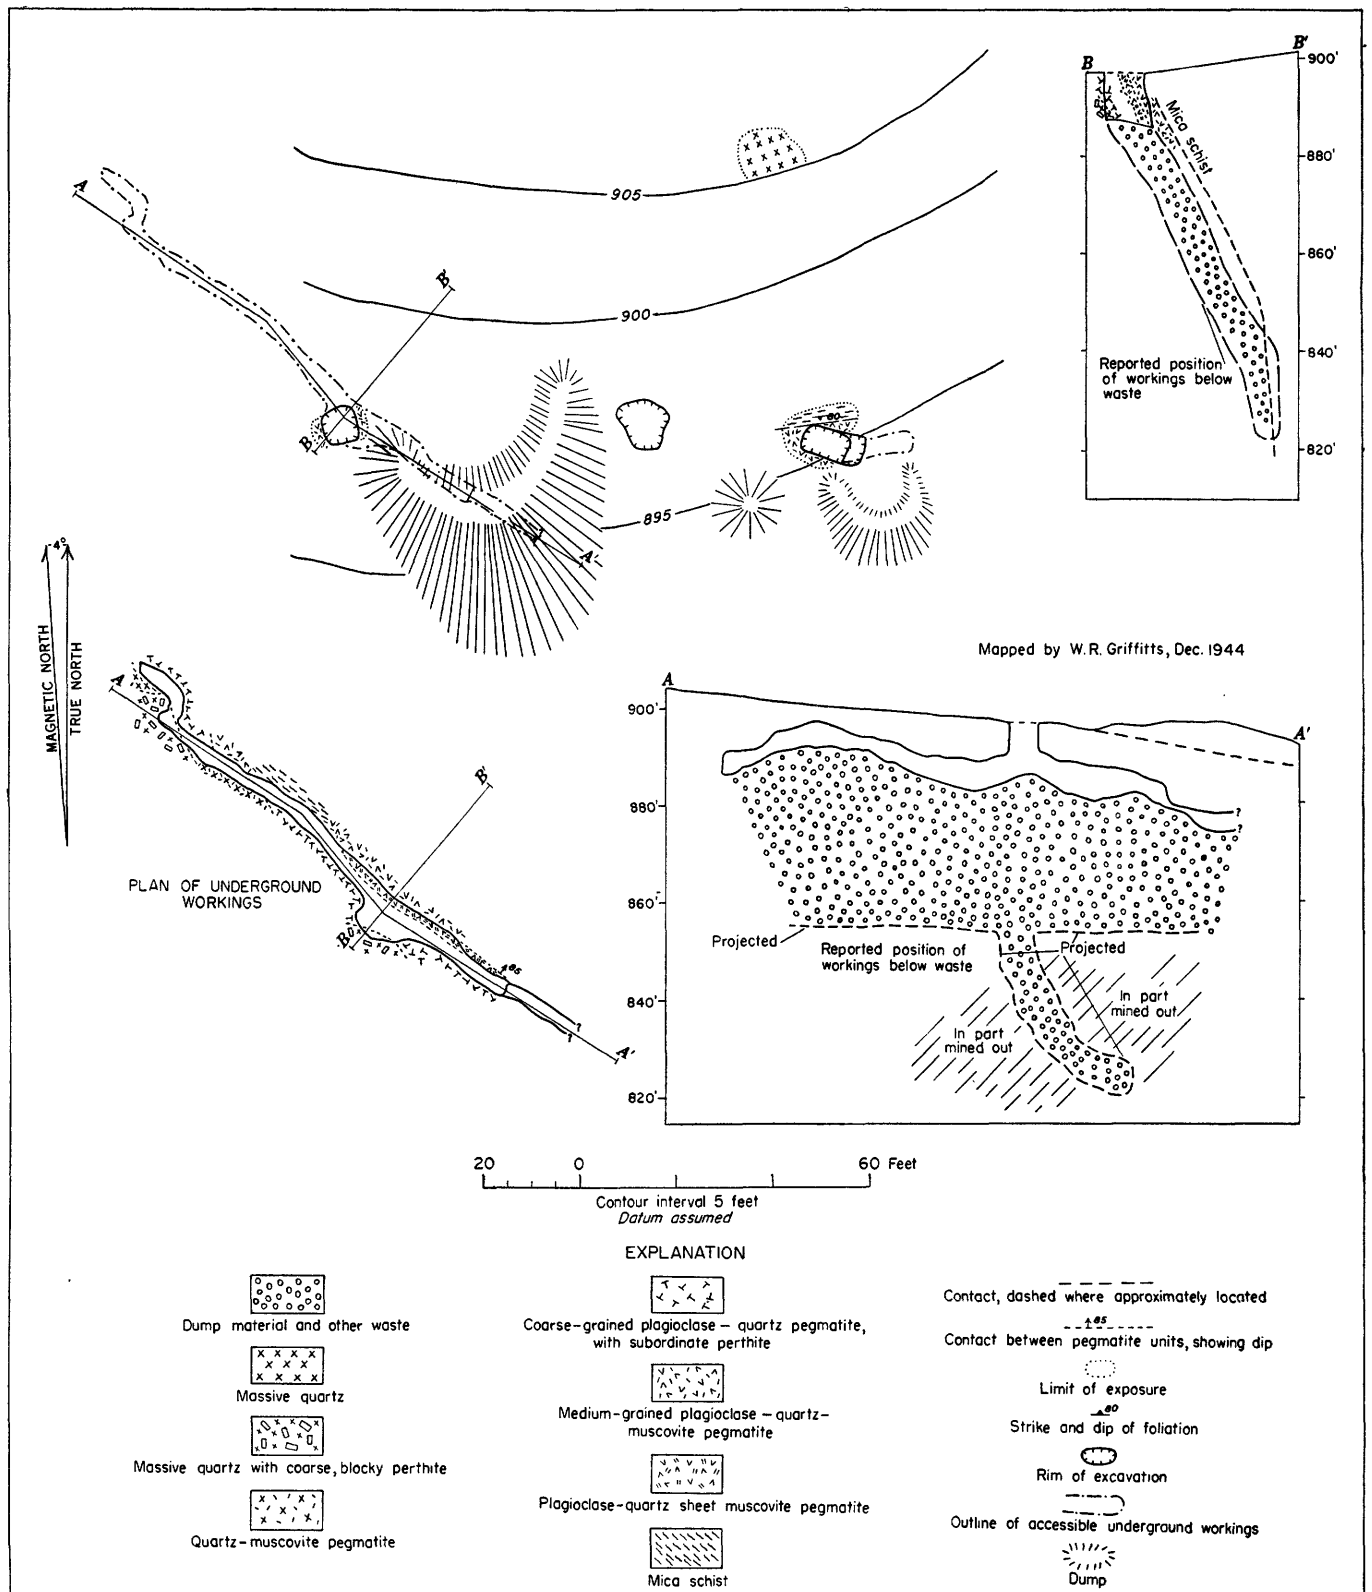 B
B'
900'
880'
860'
840'
820'
Mica schist
Reported position
of workings below
waste
A
905
B'
900
80
B
895
A'
4°
MAGNETIC NORTH
TRUE NORTH
Mapped by W.R. Griffitts, Dec. 1944
A
B'
PLAN OF UNDERGROUND
WORKINGS
B
85
?
?
A'
A
A'
900'
880'
860'
840'
820'
?
?
Projected
Reported position of
workings below waste
Projected
In part
mined out
In part
mined out
20 0 60 Feet
Contour interval 5 feet
Datum assumed
EXPLANATION
Dump material and other waste
Massive quartz
Massive quartz with coarse, blocky perthite
Quartz-muscovite pegmatite
Coarse-grained plagioclase – quartz pegmatite,
with subordinate perthite
Medium-grained plagioclase – quartz-
muscovite pegmatite
Plagioclase-quartz sheet muscovite pegmatite
Mica schist
Contact, dashed where approximately located
85
Contact between pegmatite units, showing dip
Limit of exposure
80
Strike and dip of foliation
Rim of excavation
Outline of accessible underground workings
Dump